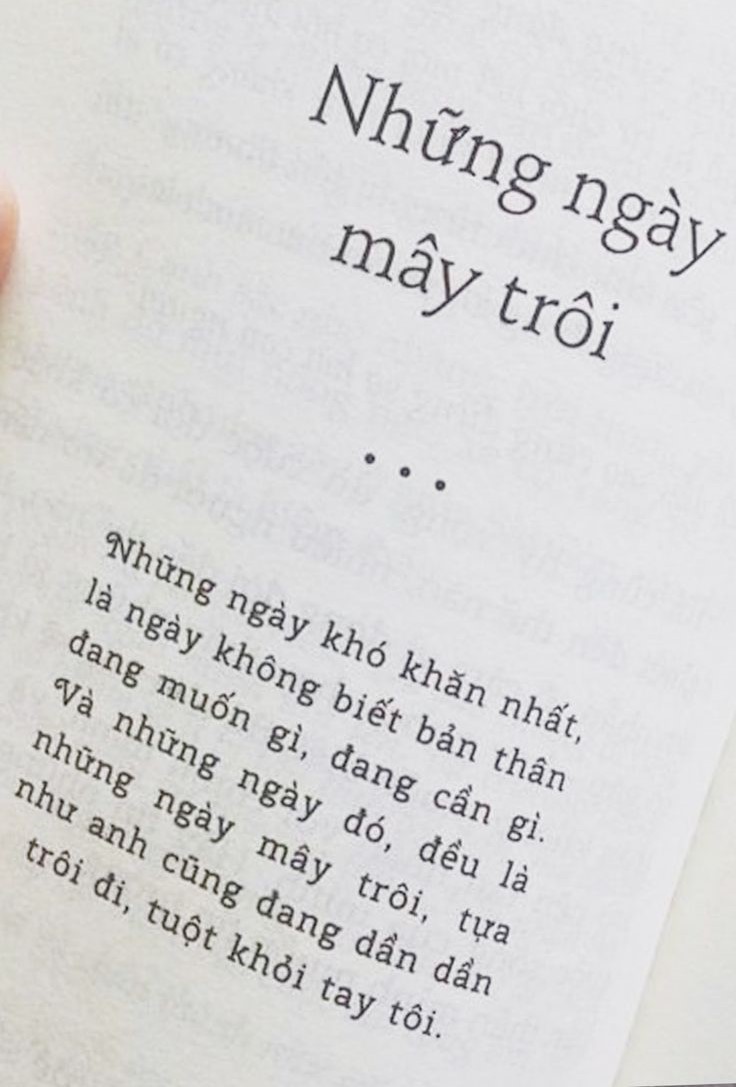 Những ngày
mây trôi
...
Những ngày khó khăn nhất,
là ngày không biết bản thân
đang muốn gì, đang cần gì.
Và những ngày đó, đều là
những ngày mây trôi, tựa
như anh cũng đang dần dần
trôi đi, tuột khỏi tay tôi.